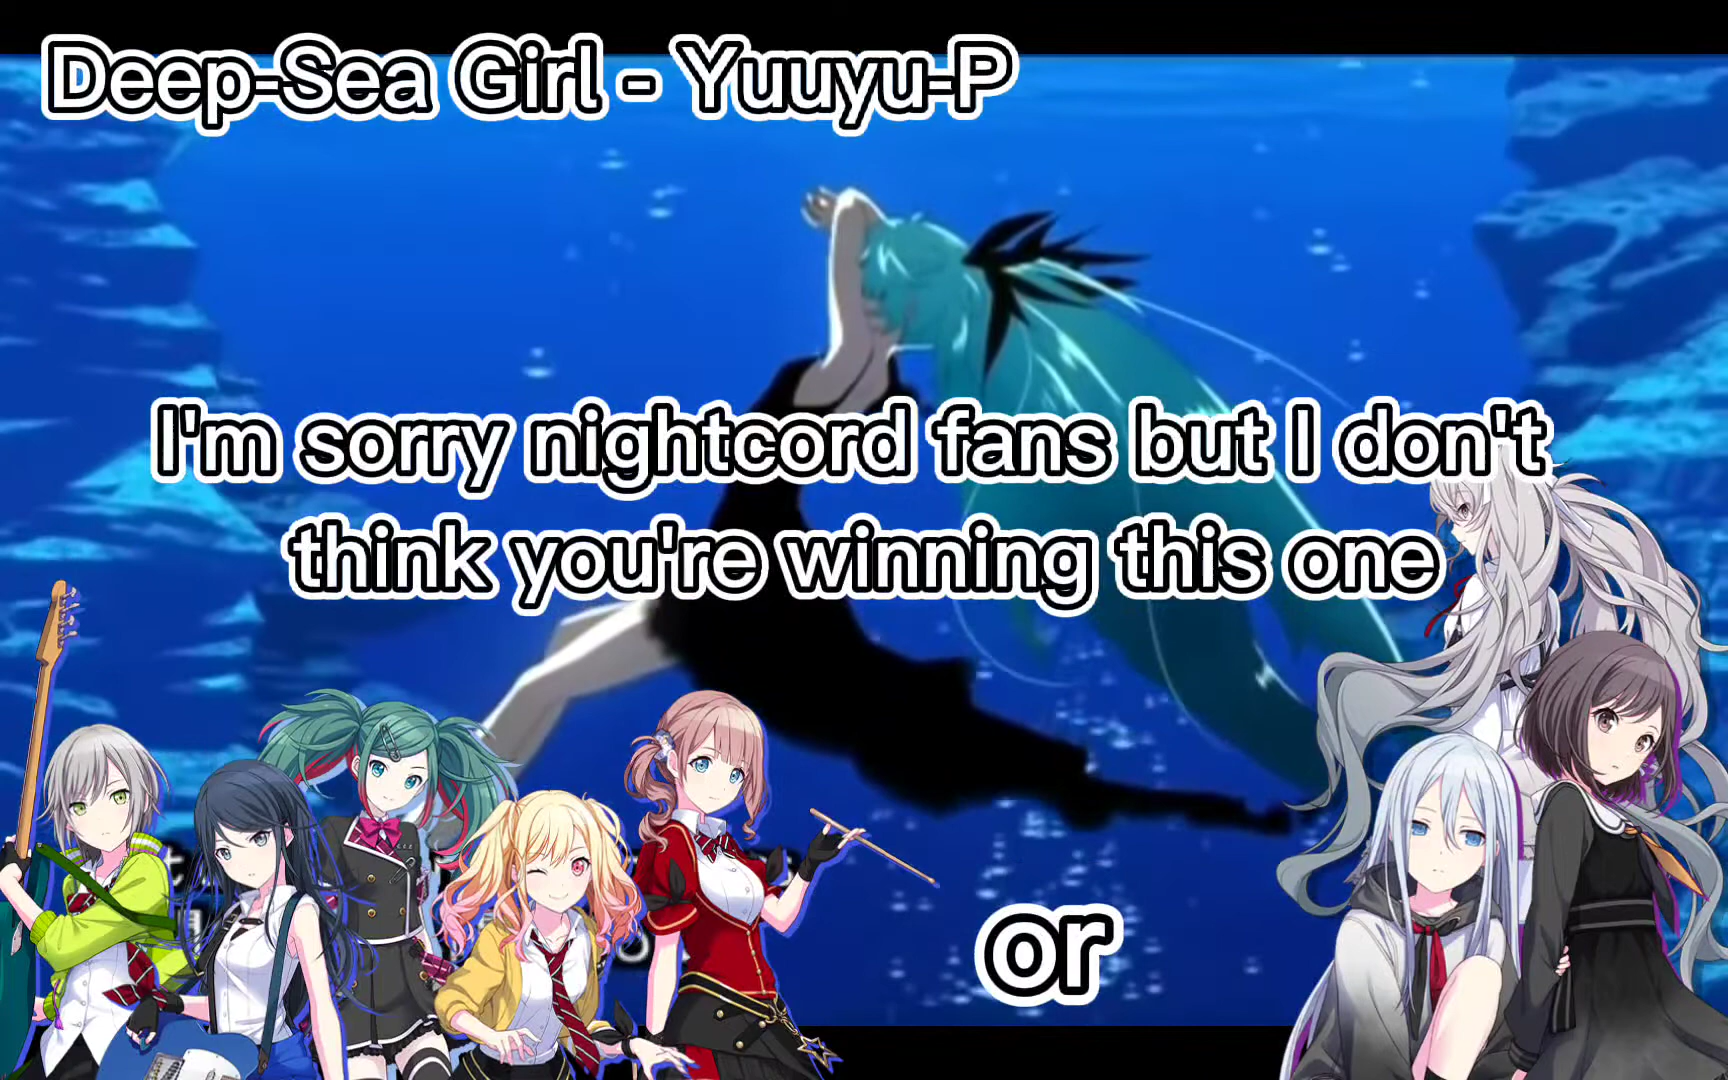 Deep-Sea Girl - Yuuyu-P
I'm sorry nightcord fans but I don't
think you're winning this one
or